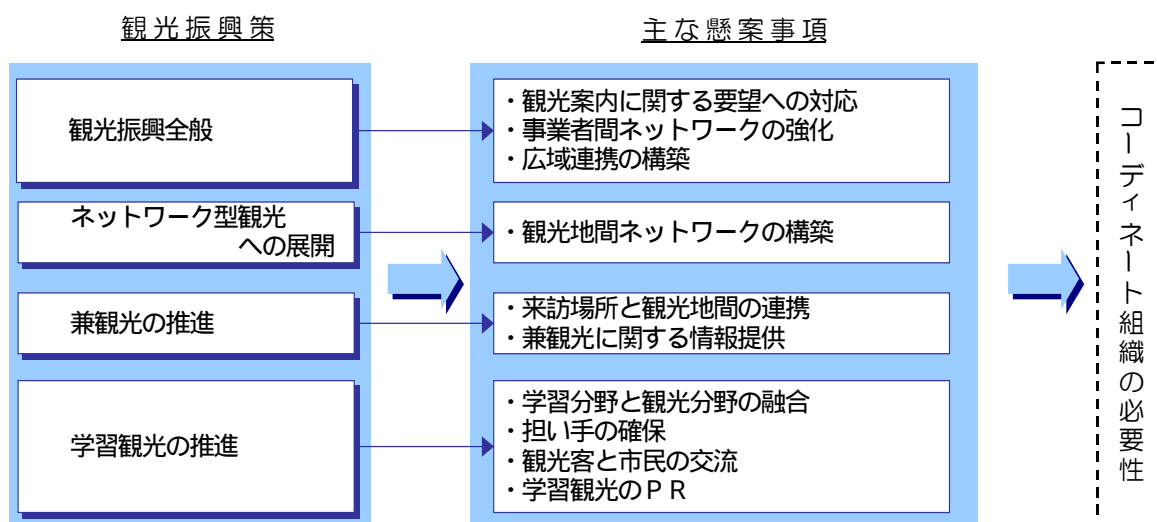 観光振興策
主な懸案事項
観光振興全般
・観光案内に関する要望への対応
・事業者間ネットワークの強化
・広域連携の構築
ネットワーク型観光
への展開
・観光地間ネットワークの構築
兼観光の推進
・来訪場所と観光地間の連携
・兼観光に関する情報提供
学習観光の推進
・学習分野と観光分野の融合
・担い手の確保
・観光客と市民の交流
・学習観光のＰＲ
コーディネート組織の必要性